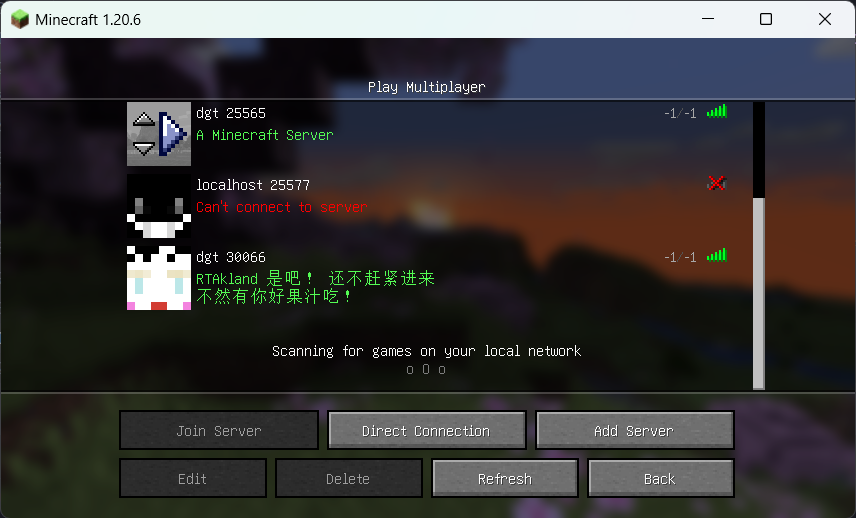 Minecraft 1.20.6
Play Multiplayer
dgt 25565
-1/-1
A Minecraft Server
localhost 25577
Can't connect to server
dgt 30066
-1/-1
RTAkland 是吧！ 还不赶紧进来
不然有你好果汁吃！
Scanning for games on your local network
o O o
Join Server
Direct Connection
Add Server
Edit
Delete
Refresh
Back